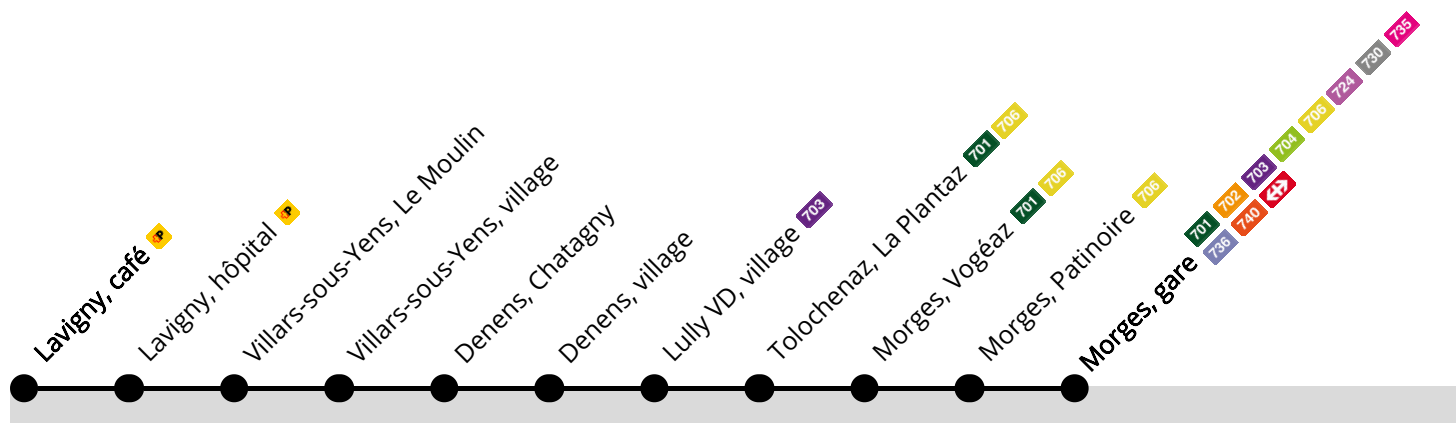 Lavigny, café
Lavigny, hôpital
Villars-sous-Yens, Le Moulin
Villars-sous-Yens, village
Denens, Chatagny
Denens, village
Lully VD, village 703
Tolochenaz, La Plantaz 701 706
Morges, Vogéaz 701 706
Morges, Patinoire 706
Morges, gare 701 702 703 704 706 724 730 735
736 740